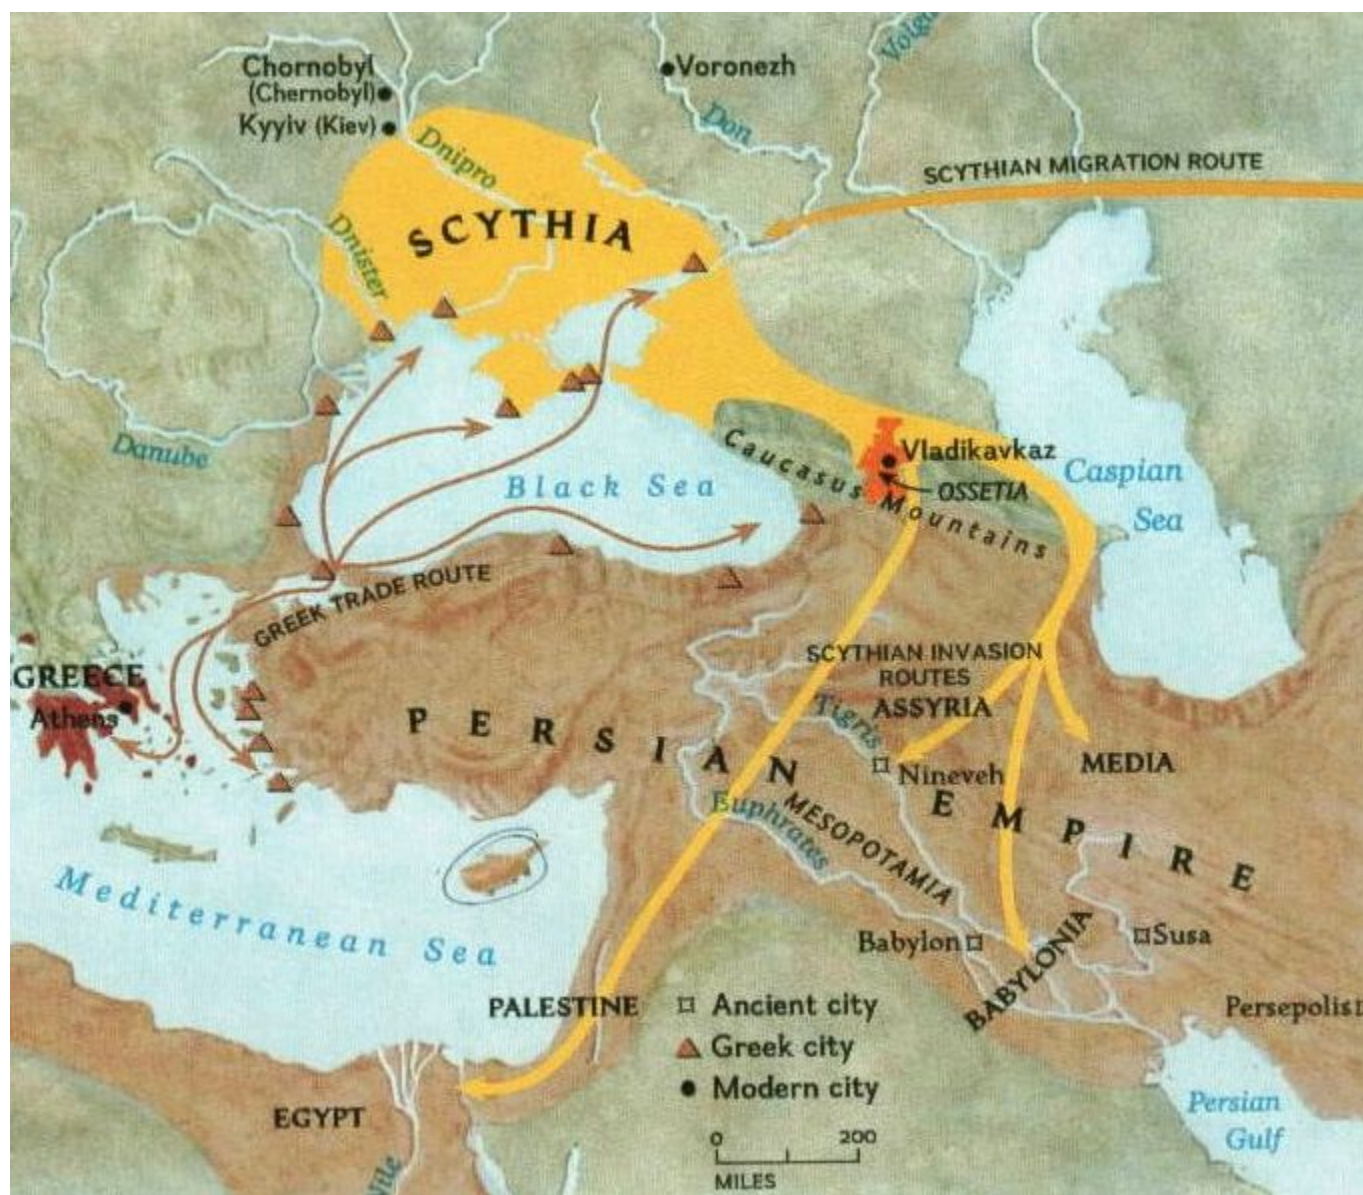 Chornobyl
(Chernobyl)
Kyyiv (Kiev)
Voronezh
Volga
Don
Dnipro
SCYTHIAN MIGRATION ROUTE
SCYTHIA
Dnister
Danube
Black Sea
Caucasus Mountains
Vladikavkaz
OSSETIA
Caspian
Sea
GREEK TRADE ROUTE
GREECE
Athens
SCYTHIAN INVASION
ROUTES
ASSYRIA
Tigris
PERSIAN EMPIRE
Nineveh
MEDIA
Euphrates
MESOPOTAMIA
Mediterranean Sea
Babylon
BABYLONIA
Susa
Persepolis
PALESTINE
Ancient city
Greek city
Modern city
EGYPT
Nile
Persian
Gulf
0 200
MILES